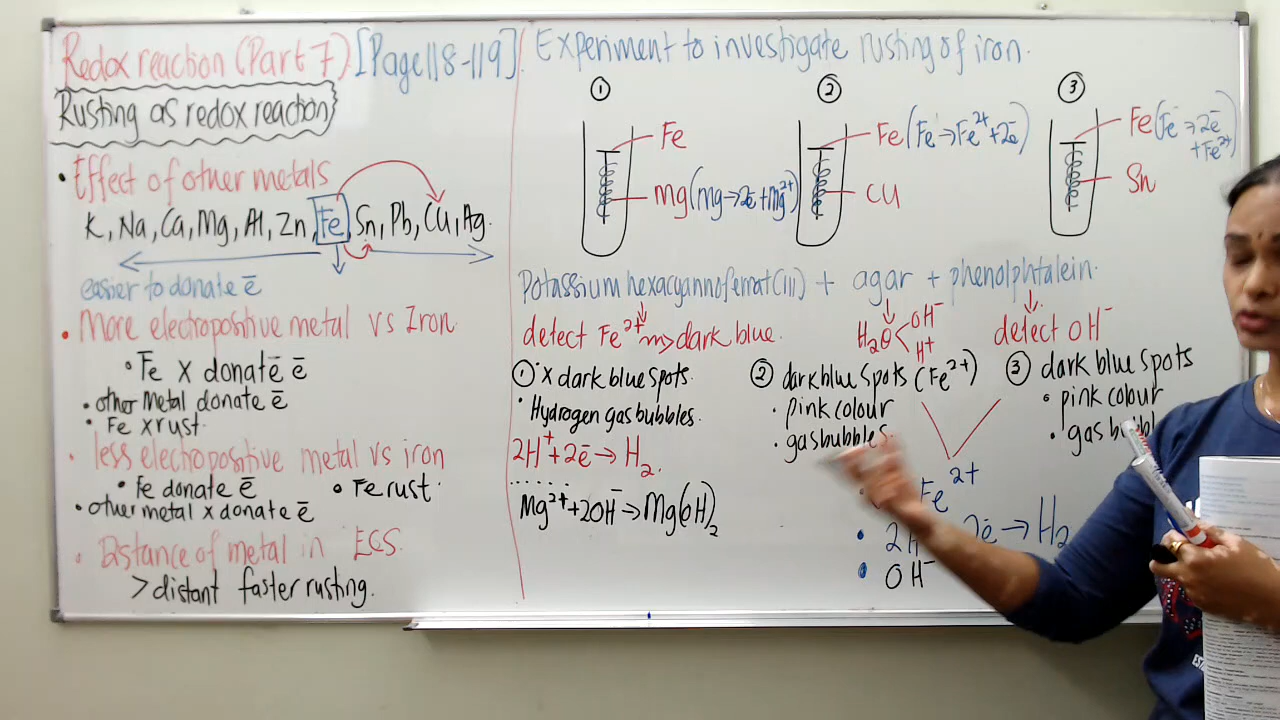 Redox reaction (Part 7) [Page 118-119]
Rusting as redox reaction
• Effect of other metals
K, Na, Ca, Mg, Al, Zn, Fe, Sn, Pb, Cu, Ag.
easier to donate ē
• More electropositive metal vs Iron.
• Fe x donate ē
• other metal donate ē
• Fe x rust.
• less electropositive metal vs iron
• Fe donate ē • Fe rust.
• other metal x donate ē
• Distance of metal in ECS.
> distant faster rusting.
Experiment to investigate rusting of iron.
① ② ③
Fe
Mg (Mg → 2ē + Mg²⁺)
Fe (Fe → Fe²⁺ + 2ē)
Cu
Fe (Fe → 2ē
+ Fe²⁺)
Sn
Potassium hexacyannoferrat(III) + agar + phenolphtalein.
detect Fe²⁺ → dark blue.
H₂O
OH⁻
H⁺
detect OH⁻
① x dark blue spots.
• Hydrogen gas bubbles.
2H⁺ + 2ē → H₂.
Mg²⁺ + 2OH⁻ → Mg(OH)₂
② dark blue spots (Fe²⁺)
• pink colour
• gas bubbles.
③ dark blue spots
• pink colour
• gas
Fe²⁺
2H 2ē → H₂
• OH⁻